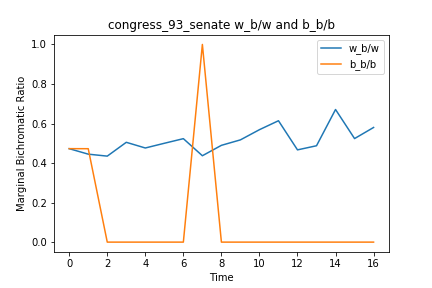 congress_93_senate w_b/w and b_b/b
w_b/w
b_b/b
Marginal Bichromatic Ratio
1.0
0.8
0.6
0.4
0.2
0.0
0 2 4 6 8 10 12 14 16
Time